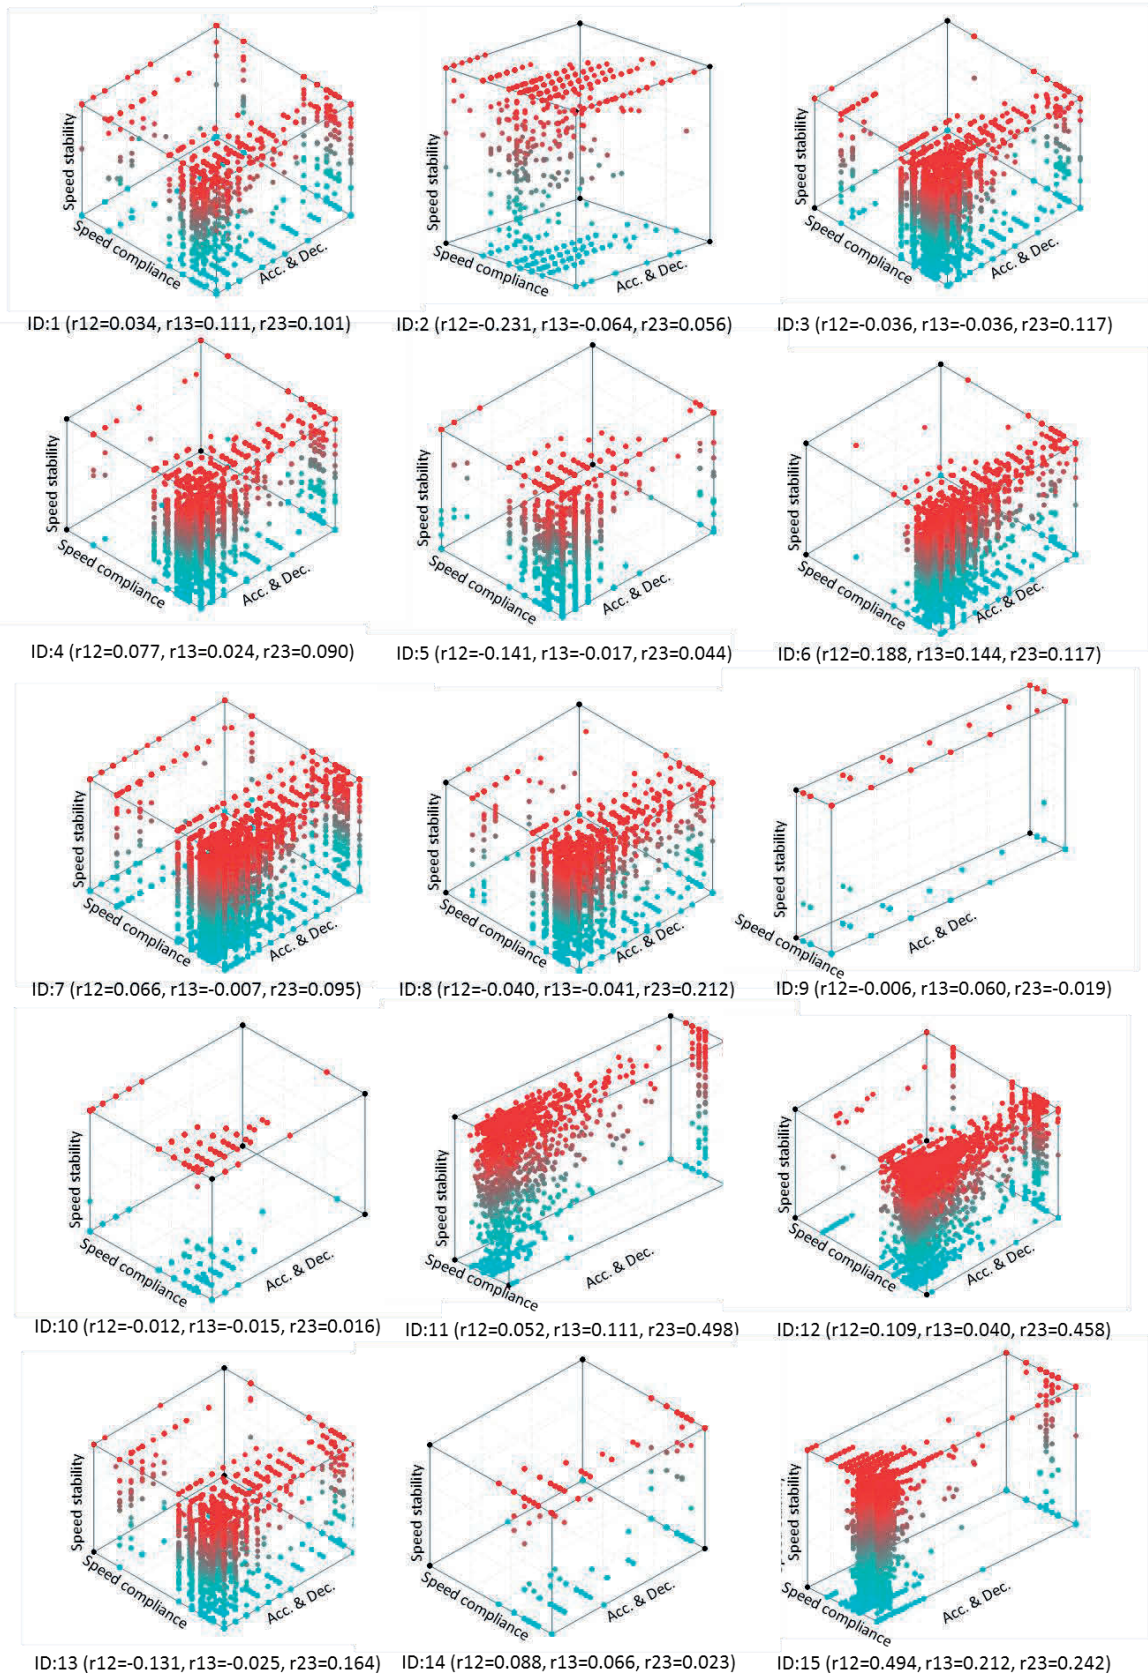 Speed stability
Speed compliance
Acc. & Dec.
ID:1 (r12=0.034, r13=0.111, r23=0.101)
Speed stability
Speed compliance
Acc. & Dec.
ID:2 (r12=-0.231, r13=-0.064, r23=0.056)
Speed stability
Speed compliance
Acc. & Dec.
ID:3 (r12=-0.036, r13=-0.036, r23=0.117)
Speed stability
Speed compliance
Acc. & Dec.
ID:4 (r12=0.077, r13=0.024, r23=0.090)
Speed stability
Speed compliance
Acc. & Dec.
ID:5 (r12=-0.141, r13=-0.017, r23=0.044)
Speed stability
Speed compliance
Acc. & Dec.
ID:6 (r12=0.188, r13=0.144, r23=0.117)
Speed stability
Speed compliance
Acc. & Dec.
ID:7 (r12=0.066, r13=-0.007, r23=0.095)
Speed stability
Speed compliance
Acc. & Dec.
ID:8 (r12=-0.040, r13=-0.041, r23=0.212)
Speed stability
Speed compliance
Acc. & Dec.
ID:9 (r12=-0.006, r13=0.060, r23=-0.019)
Speed stability
Speed compliance
Acc. & Dec.
ID:10 (r12=-0.012, r13=-0.015, r23=0.016)
Speed stability
Speed compliance
Acc. & Dec.
ID:11 (r12=0.052, r13=0.111, r23=0.498)
Speed stability
Speed compliance
Acc. & Dec.
ID:12 (r12=0.109, r13=0.040, r23=0.458)
Speed stability
Speed compliance
Acc. & Dec.
ID:13 (r12=-0.131, r13=-0.025, r23=0.164)
Speed stability
Speed compliance
Acc. & Dec.
ID:14 (r12=0.088, r13=0.066, r23=0.023)
Speed stability
Speed compliance
Acc. & Dec.
ID:15 (r12=0.494, r13=0.212, r23=0.242)